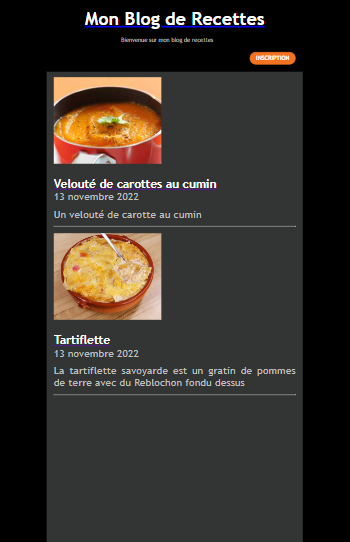 Mon Blog de Recettes
Bienvenue sur mon blog de recettes
INSCRIPTION
Velouté de carottes au cumin
13 novembre 2022
Un velouté de carotte au cumin
Tartiflette
13 novembre 2022
La tartiflette savoyarde est un gratin de pommes
de terre avec du Reblochon fondu dessus